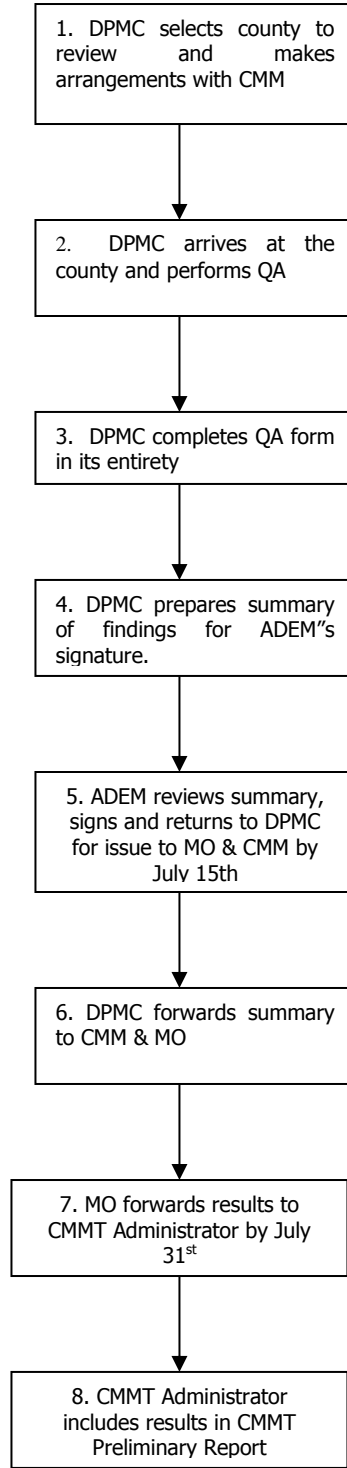 1. DPMC selects county to
review and makes
arrangements with CMM
2. DPMC arrives at the
county and performs QA
3. DPMC completes QA form
in its entirety
4. DPMC prepares summary
of findings for ADEM"s
signature.
5. ADEM reviews summary,
signs and returns to DPMC
for issue to MO & CMM by
July 15th
6. DPMC forwards summary
to CMM & MO
7. MO forwards results to
CMMT Administrator by July
31st
8. CMMT Administrator
includes results in CMMT
Preliminary Report